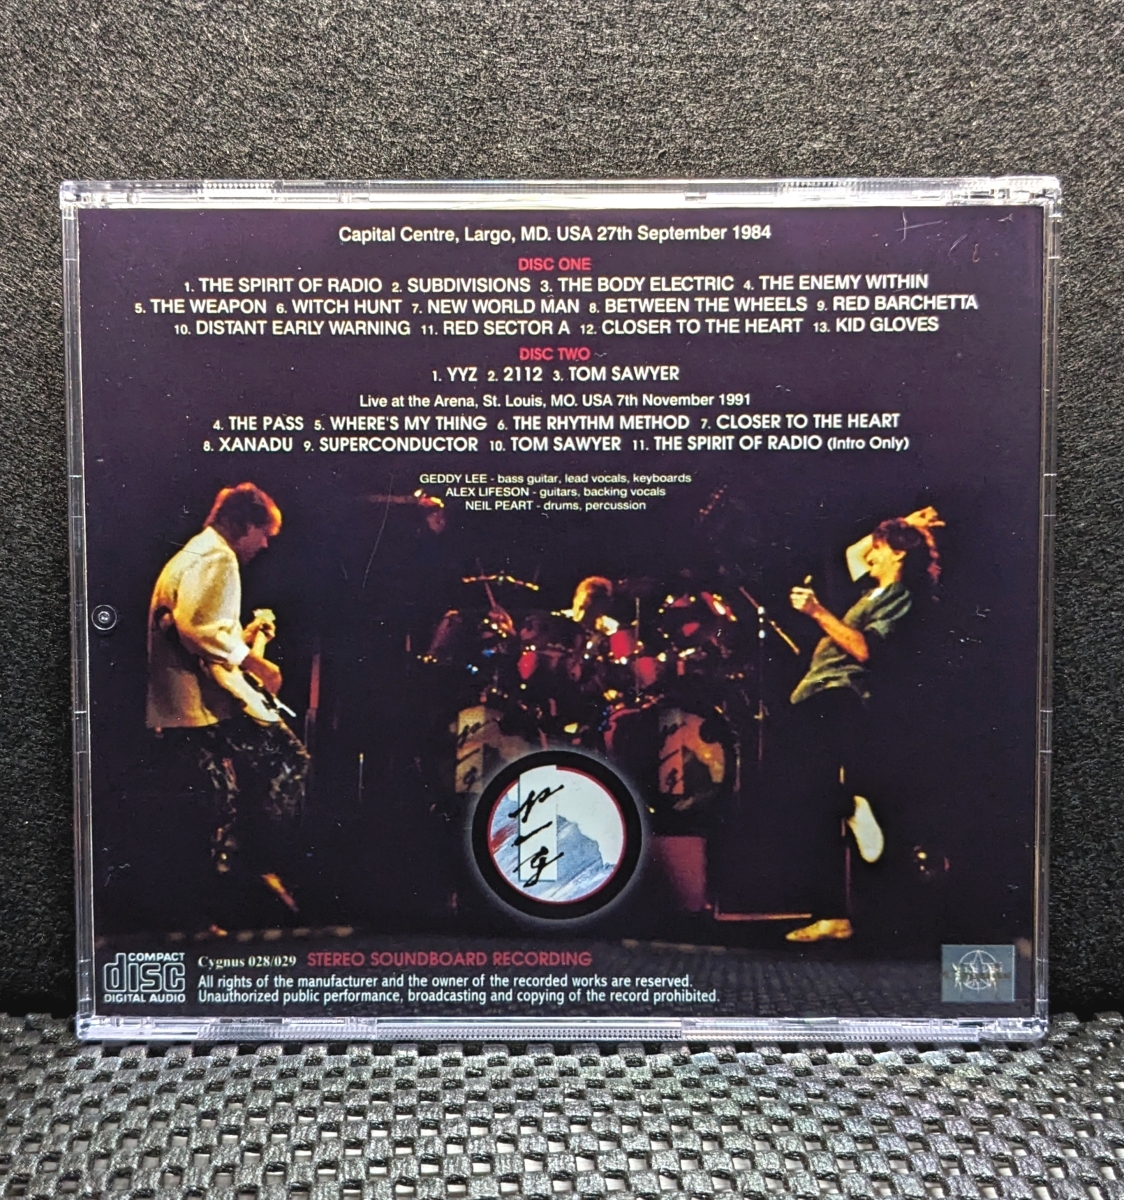 Capital Centre, Largo, MD. USA 27th September 1984
DISC ONE
1. THE SPIRIT OF RADIO 2. SUBDIVISIONS 3. THE BODY ELECTRIC 4. THE ENEMY WITHIN
5. THE WEAPON 6. WITCH HUNT 7. NEW WORLD MAN 8. BETWEEN THE WHEELS 9. RED BARCHETTA
10. DISTANT EARLY WARNING 11. RED SECTOR A 12. CLOSER TO THE HEART 13. KID GLOVES
DISC TWO
1. YYZ 2. 2112 3. TOM SAWYER
Live at the Arena, St. Louis, MO. USA 7th November 1991
4. THE PASS 5. WHERE'S MY THING 6. THE RHYTHM METHOD 7. CLOSER TO THE HEART
8. XANADU 9. SUPERCONDUCTOR 10. TOM SAWYER 11. THE SPIRIT OF RADIO (Intro Only)
GEDDY LEE - bass guitar, lead vocals, keyboards
ALEX LIFESON - guitars, backing vocals
NEIL PEART - drums, percussion
p/g
COMPACT
disc
DIGITAL AUDIO
Cygnus 028/029 STEREO SOUNDBOARD RECORDING
All rights of the manufacturer and the owner of the recorded works are reserved.
Unauthorized public performance, broadcasting and copying of the record prohibited.